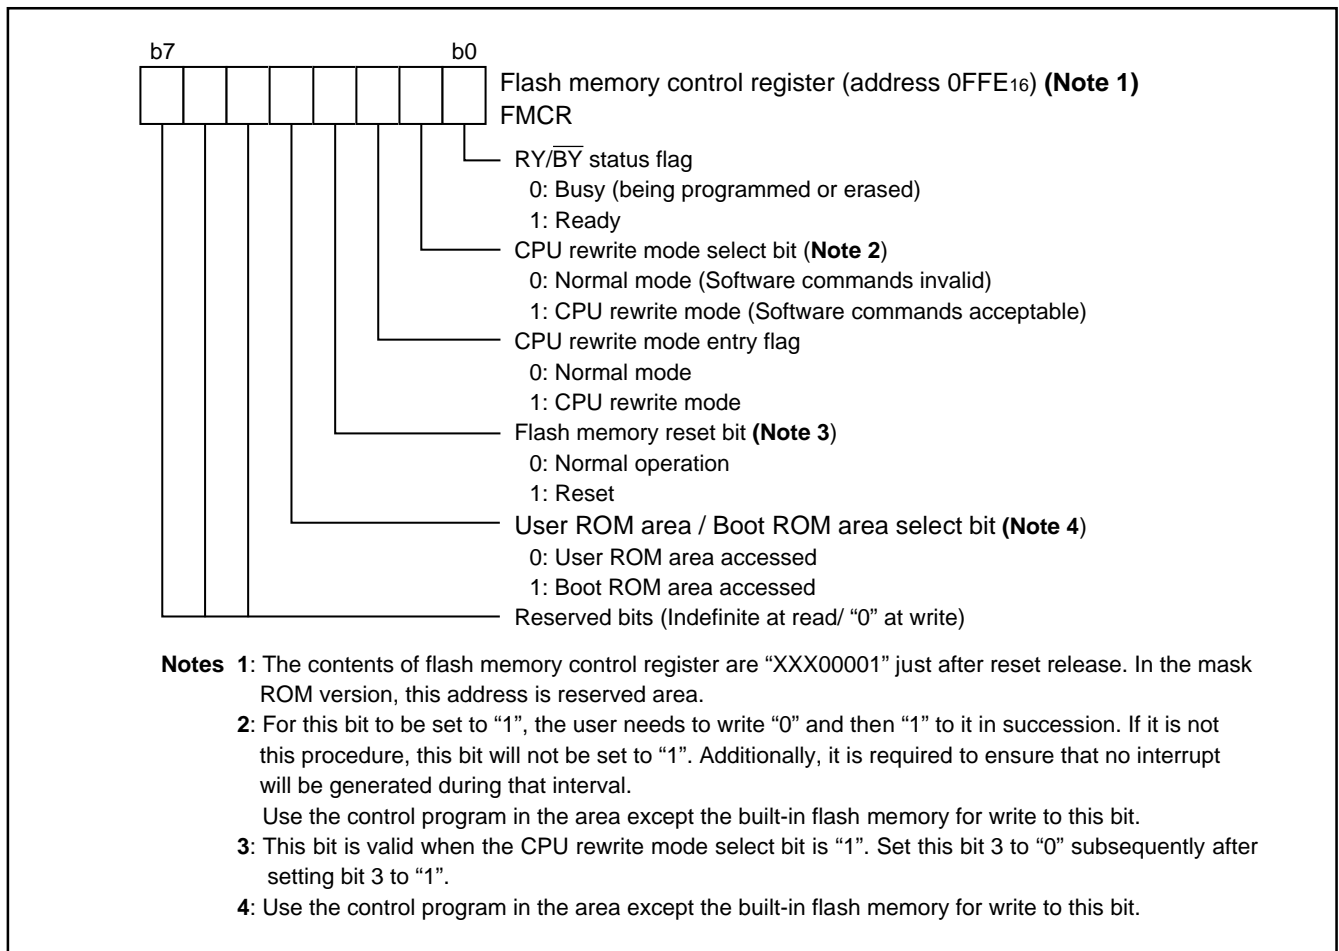 b7 b0
Flash memory control register (address 0FFE16) (Note 1)
FMCR
RY/BY status flag
0: Busy (being programmed or erased)
1: Ready
CPU rewrite mode select bit (Note 2)
0: Normal mode (Software commands invalid)
1: CPU rewrite mode (Software commands acceptable)
CPU rewrite mode entry flag
0: Normal mode
1: CPU rewrite mode
Flash memory reset bit (Note 3)
0: Normal operation
1: Reset
User ROM area / Boot ROM area select bit (Note 4)
0: User ROM area accessed
1: Boot ROM area accessed
Reserved bits (Indefinite at read/ “0” at write)
Notes 1: The contents of flash memory control register are “XXX00001” just after reset release. In the mask
ROM version, this address is reserved area.
2: For this bit to be set to “1”, the user needs to write “0” and then “1” to it in succession. If it is not
this procedure, this bit will not be set to “1”. Additionally, it is required to ensure that no interrupt
will be generated during that interval.
Use the control program in the area except the built-in flash memory for write to this bit.
3: This bit is valid when the CPU rewrite mode select bit is “1”. Set this bit 3 to “0” subsequently after
setting bit 3 to “1”.
4: Use the control program in the area except the built-in flash memory for write to this bit.